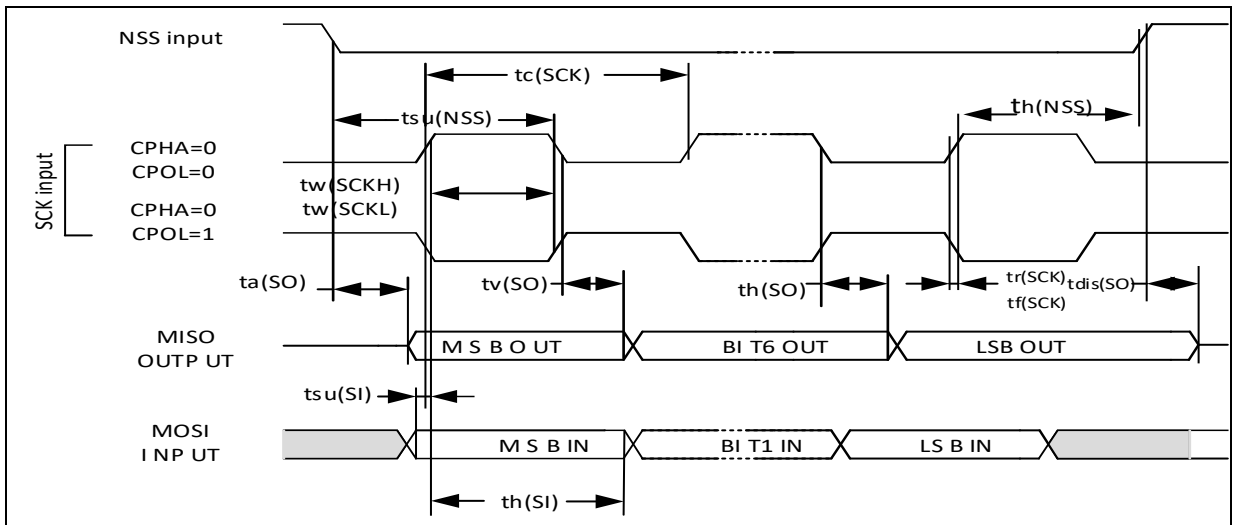 NSS input
tc(SCK)
tsu(NSS)
th(NSS)
SCK input
CPHA=0
CPOL=0
tw(SCKH)
tw(SCKL)
CPHA=0
CPOL=1
ta(SO)
tv(SO)
th(SO)
tr(SCK)
tf(SCK)
tdis(SO)
MISO
OUTP UT
M S B O UT
BI T6 OUT
LSB OUT
tsu(SI)
MOSI
I NP UT
M S B IN
BI T1 IN
LS B IN
th(SI)